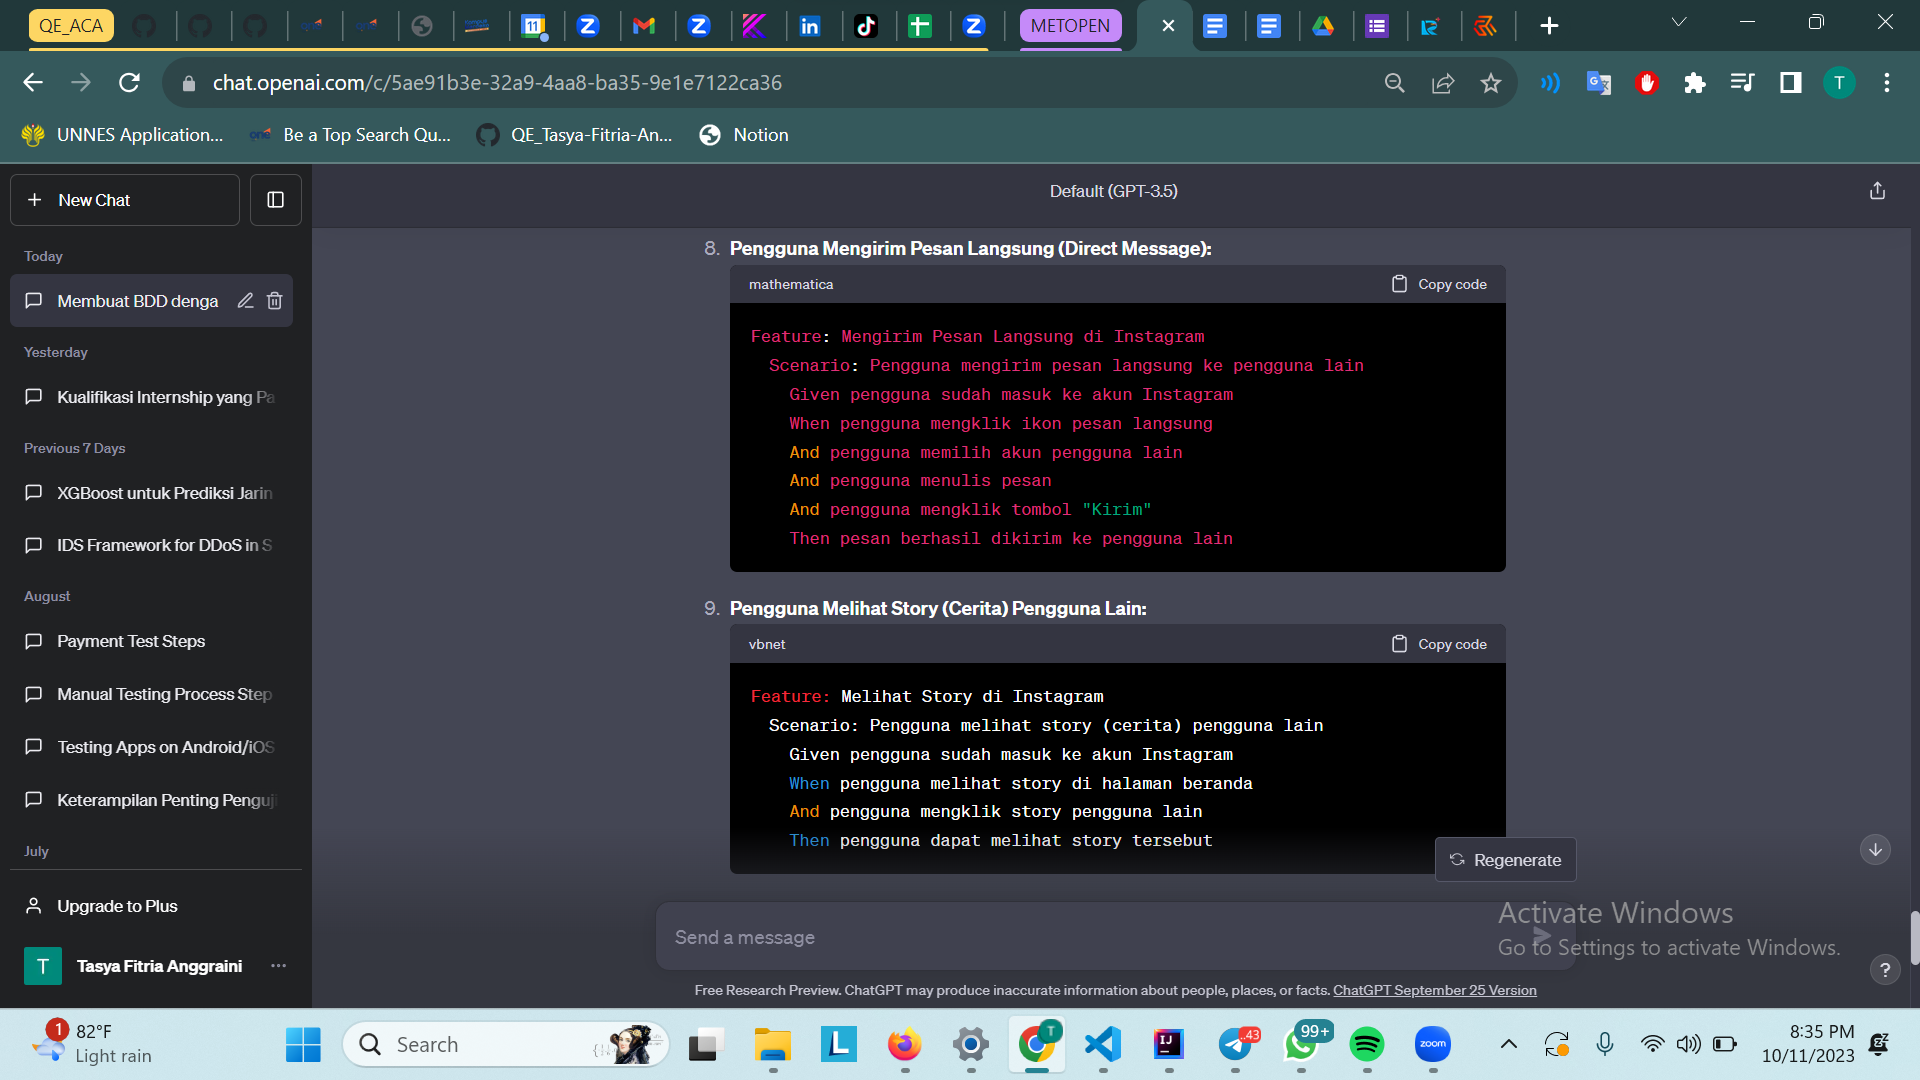 QE_ACA
11
METOPEN
chat.openai.com/c/5ae91b3e-32a9-4aa8-ba35-9e1e7122ca36
T
UNNES Application...
one
Be a Top Search Qu...
QE_Tasya-Fitria-An...
Notion
New Chat
Default (GPT-3.5)
Today
Membuat BDD denga
Yesterday
Kualifikasi Internship yang Pa
Previous 7 Days
XGBoost untuk Prediksi Jarin
IDS Framework for DDoS in S
August
Payment Test Steps
Manual Testing Process Step
Testing Apps on Android/iOS
Keterampilan Penting Penguji
July
Upgrade to Plus
T
Tasya Fitria Anggraini
8. Pengguna Mengirim Pesan Langsung (Direct Message):
mathematica
Copy code
Feature: Mengirim Pesan Langsung di Instagram
Scenario: Pengguna mengirim pesan langsung ke pengguna lain
Given pengguna sudah masuk ke akun Instagram
When pengguna mengklik ikon pesan langsung
And pengguna memilih akun pengguna lain
And pengguna menulis pesan
And pengguna mengklik tombol "Kirim"
Then pesan berhasil dikirim ke pengguna lain
9. Pengguna Melihat Story (Cerita) Pengguna Lain:
vbnet
Copy code
Feature: Melihat Story di Instagram
Scenario: Pengguna melihat story (cerita) pengguna lain
Given pengguna sudah masuk ke akun Instagram
When pengguna melihat story di halaman beranda
And pengguna mengklik story pengguna lain
Then pengguna dapat melihat story tersebut
Regenerate
Send a message
Activate Windows
Go to Settings to activate Windows.
?
Free Research Preview. ChatGPT may produce inaccurate information about people, places, or facts. ChatGPT September 25 Version
1
82°F
Light rain
Search
L
T
IJ
43
99+
zoom
8:35 PM
10/11/2023